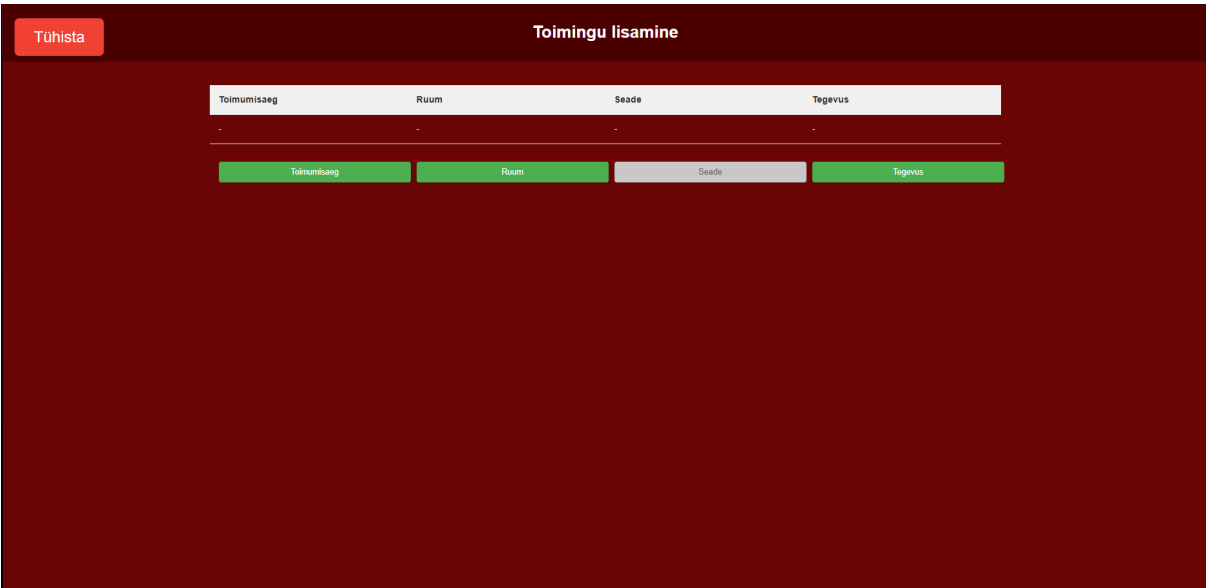 Tühista
Toimingu lisamine
Toimumisaeg Ruum Seade Tegevus
- - - -
Toimumisaeg Ruum Seade Tegevus